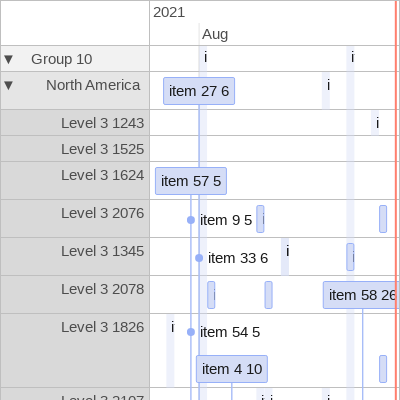 2021
Aug
▼ Group 10 i i
▼ North America item 27 6 i
Level 3 1243 i
Level 3 1525
Level 3 1624 item 57 5
Level 3 2076 item 9 5 i
Level 3 1345 item 33 6 i i
Level 3 2078 i item 58 26
Level 3 1826 i item 54 5
item 4 10
Level 3 2107 i i i